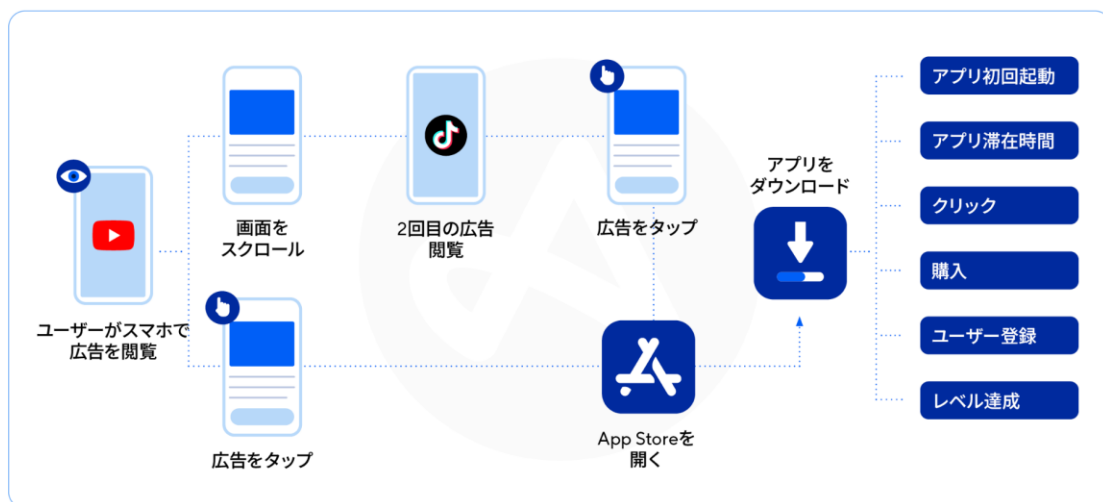 ユーザーがスマホで
広告を閲覧
画面を
スクロール
2回目の広告
閲覧
広告をタップ
広告をタップ
App Storeを
開く
アプリを
ダウンロード
アプリ初回起動
アプリ滞在時間
クリック
購入
ユーザー登録
レベル達成